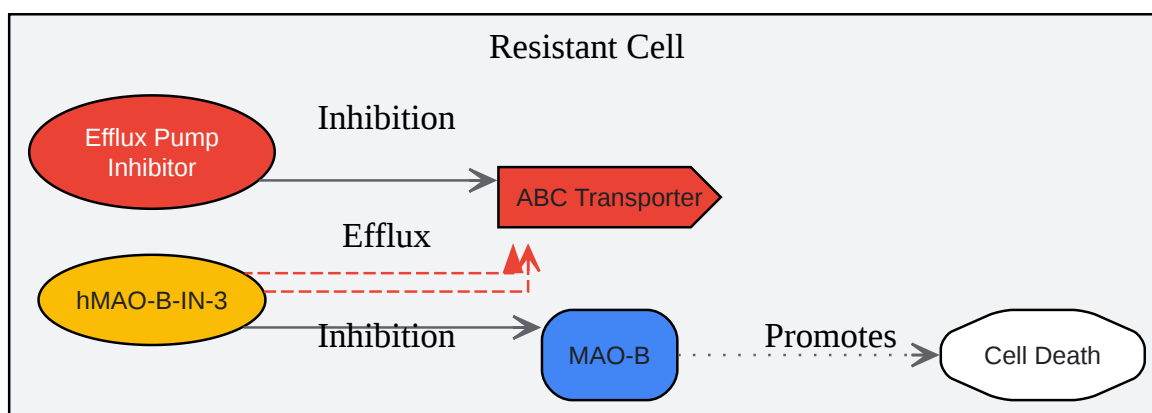 Resistant Cell
Inhibition
Efflux Pump
Inhibitor
ABC Transporter
Efflux
hMAO-B-IN-3
Inhibition
MAO-B
Promotes
Cell Death